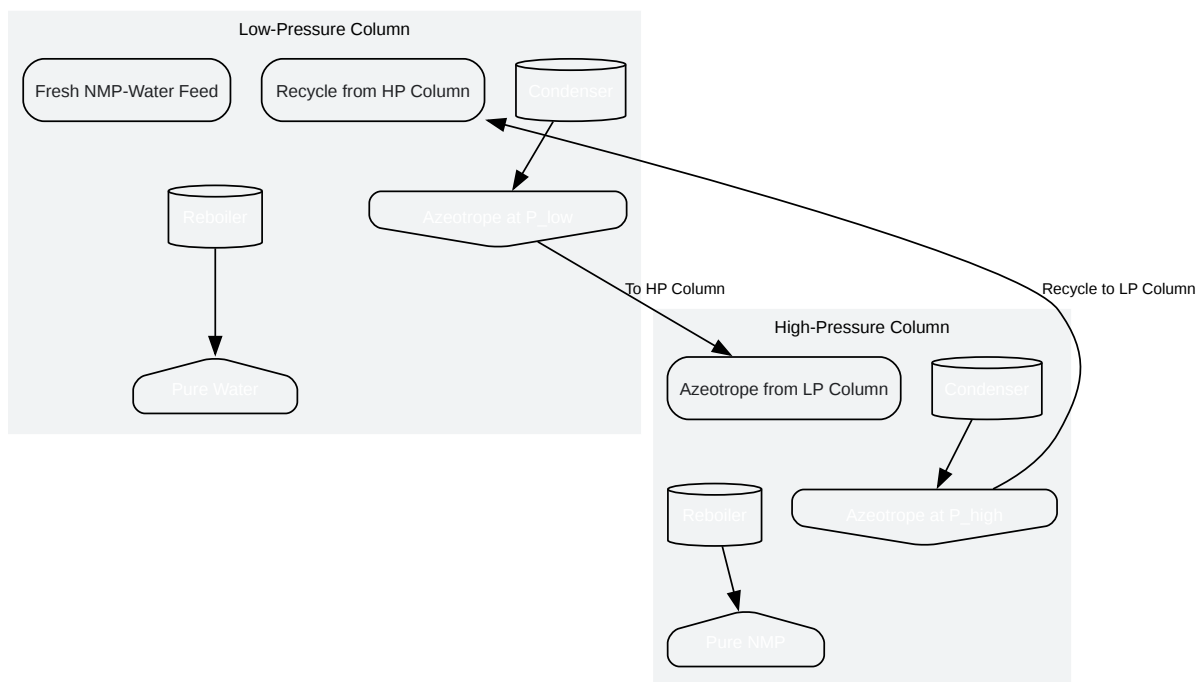 Low-Pressure Column
Fresh NMP-Water Feed
Recycle from HP Column
Condenser
Reboiler
Azeotrope at P_low
To HP Column
Recycle to LP Column
Pure Water
High-Pressure Column
Azeotrope from LP Column
Condenser
Reboiler
Azeotrope at P_high
Pure NMP